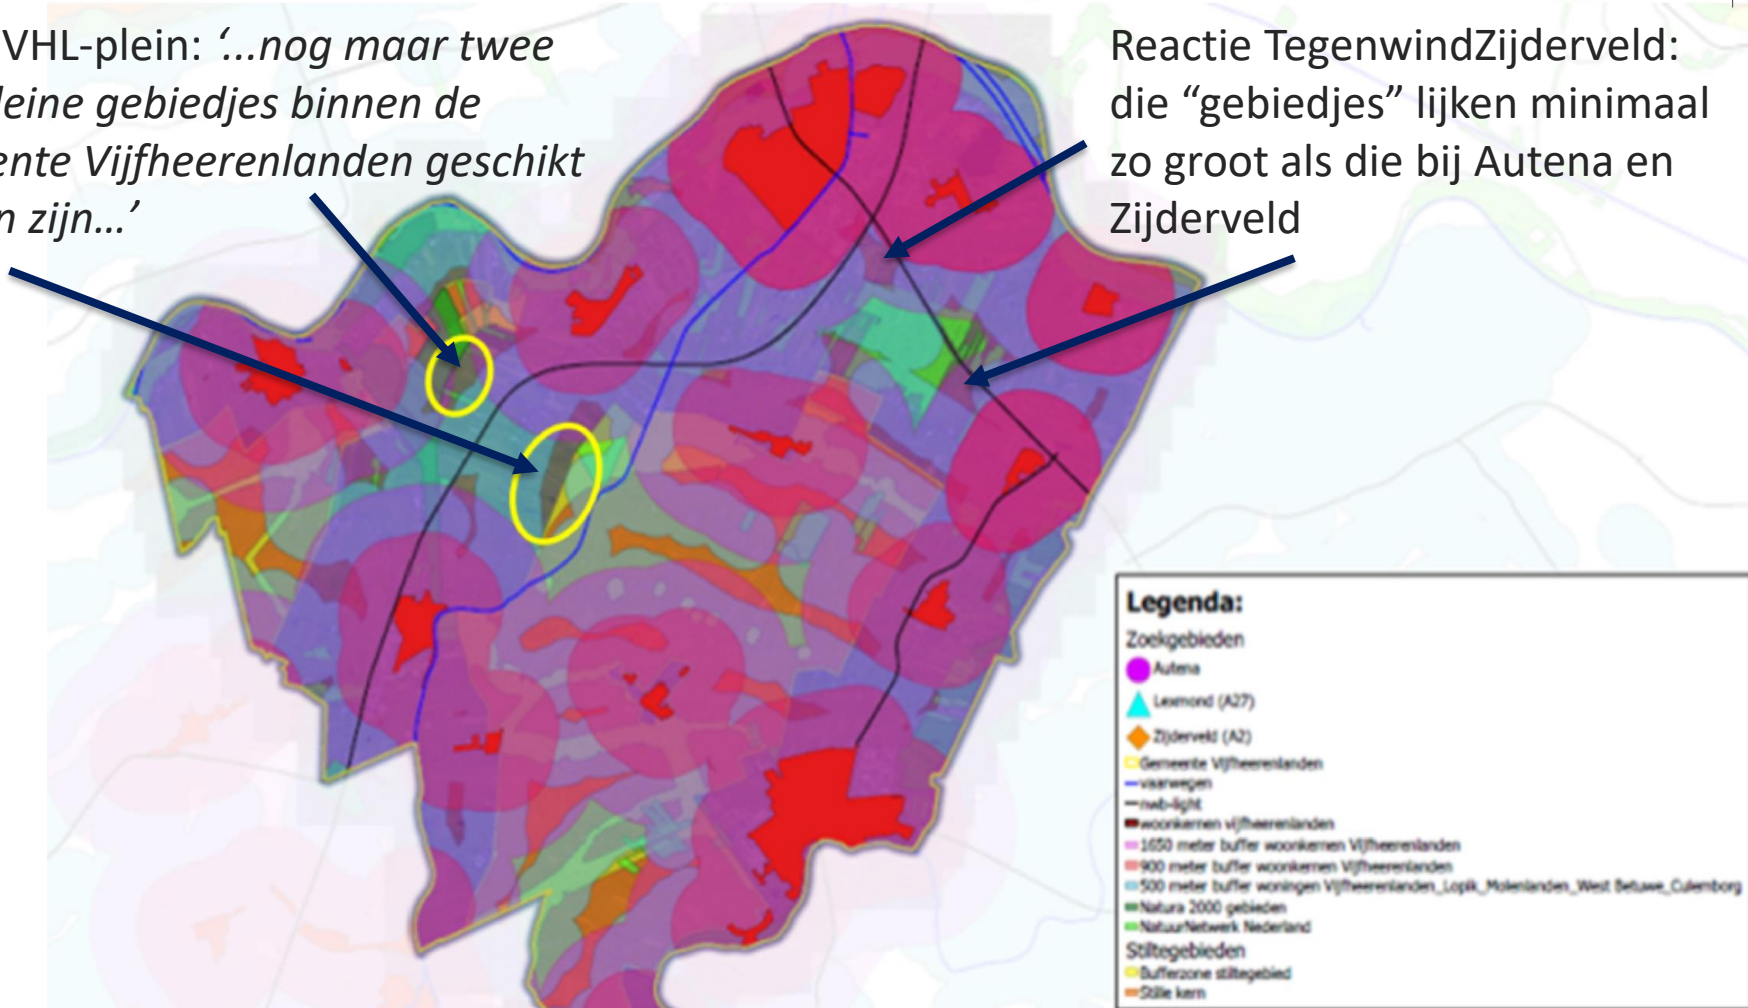 VHL-plein: ‘...nog maar twee
leine gebiedjes binnen de
ente Vijfheerenlanden geschikt
n zijn...’
Reactie TegenwindZijderveld:
die “gebiedjes” lijken minimaal
zo groot als die bij Autena en
Zijderveld
Legenda:
Zoekgebieden
Autena
Lexmond (A27)
Zijderveld (A2)
Gemeente Vijfheerenlanden
vaarwegen
nwb-light
woonkernen vijfheerenlanden
1650 meter buffer woonkernen Vijfheerenlanden
900 meter buffer woonkernen Vijfheerenlanden
500 meter buffer woningen Vijfheerenlanden_Lopik_Molenlanden_West Betuwe_Culemborg
Natura 2000 gebieden
NatuurNetwerk Nederland
Stiltegebieden
Bufferzone stiltegebied
Stille kern